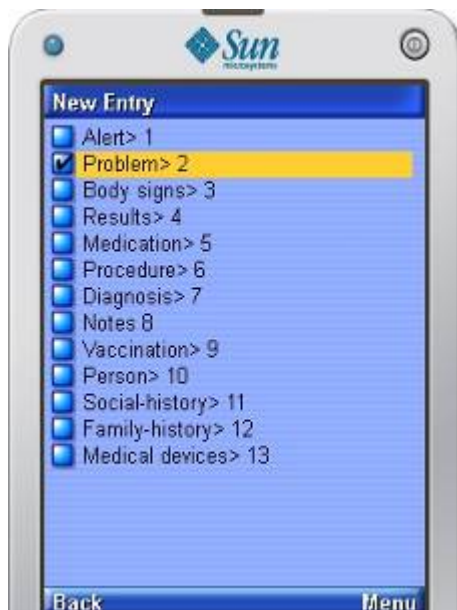 Sun
microsystems
New Entry
Alert> 1
Problem> 2
Body signs> 3
Results> 4
Medication> 5
Procedure> 6
Diagnosis> 7
Notes 8
Vaccination> 9
Person> 10
Social-history> 11
Family-history> 12
Medical devices> 13
Back Menu